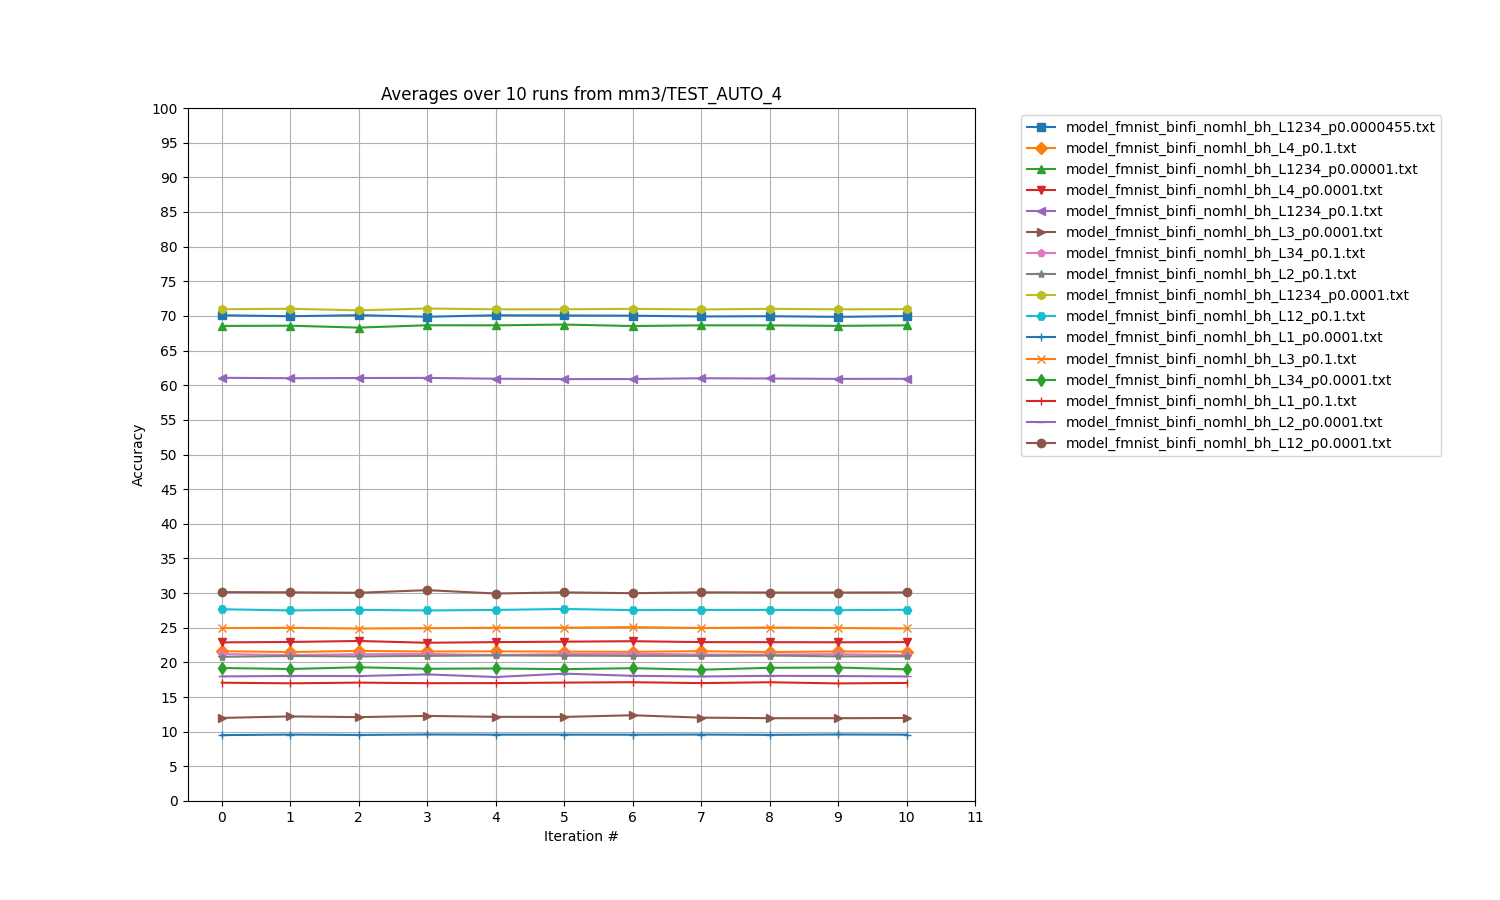 Averages over 10 runs from mm3/TEST_AUTO_4
100
95
90
85
80
75
70
65
60
55
50
45
40
35
30
25
20
15
10
5
0
Accuracy
0 1 2 3 4 5 6 7 8 9 10 11
Iteration #
model_fmnist_binfi_nomhl_bh_L1234_p0.0000455.txt
model_fmnist_binfi_nomhl_bh_L4_p0.1.txt
model_fmnist_binfi_nomhl_bh_L1234_p0.00001.txt
model_fmnist_binfi_nomhl_bh_L4_p0.0001.txt
model_fmnist_binfi_nomhl_bh_L1234_p0.1.txt
model_fmnist_binfi_nomhl_bh_L3_p0.0001.txt
model_fmnist_binfi_nomhl_bh_L34_p0.1.txt
model_fmnist_binfi_nomhl_bh_L2_p0.1.txt
model_fmnist_binfi_nomhl_bh_L1234_p0.0001.txt
model_fmnist_binfi_nomhl_bh_L12_p0.1.txt
model_fmnist_binfi_nomhl_bh_L1_p0.0001.txt
model_fmnist_binfi_nomhl_bh_L3_p0.1.txt
model_fmnist_binfi_nomhl_bh_L34_p0.0001.txt
model_fmnist_binfi_nomhl_bh_L1_p0.1.txt
model_fmnist_binfi_nomhl_bh_L2_p0.0001.txt
model_fmnist_binfi_nomhl_bh_L12_p0.0001.txt